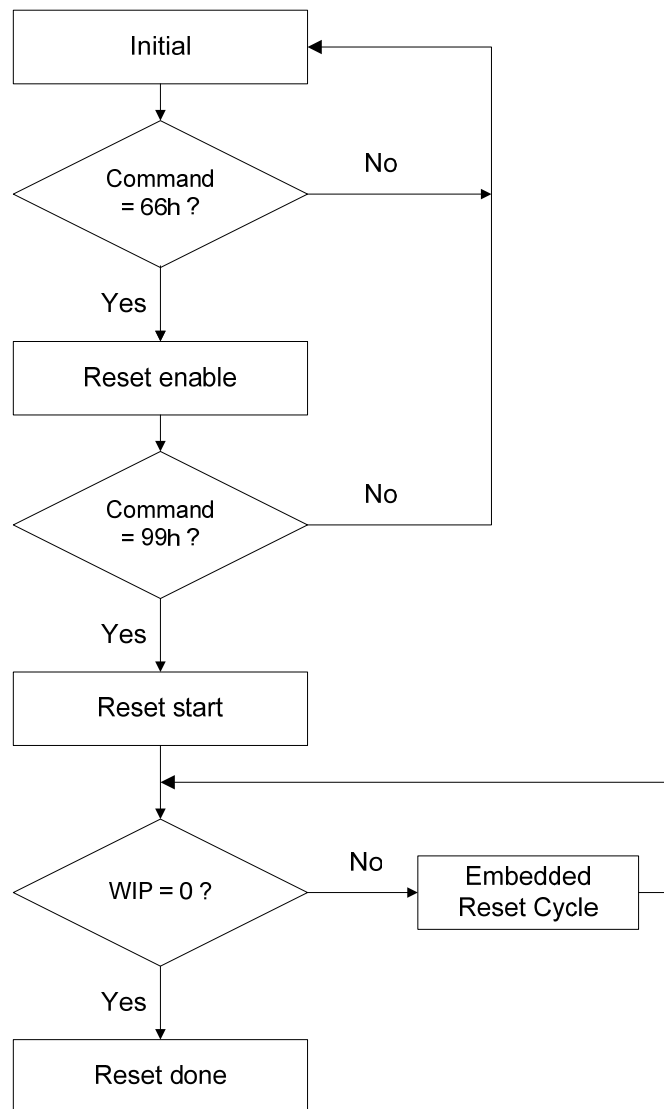 Initial
Command
= 66h ?
No
Yes
Reset enable
Command
= 99h ?
No
Yes
Reset start
WIP = 0 ?
No
Embedded
Reset Cycle
Yes
Reset done